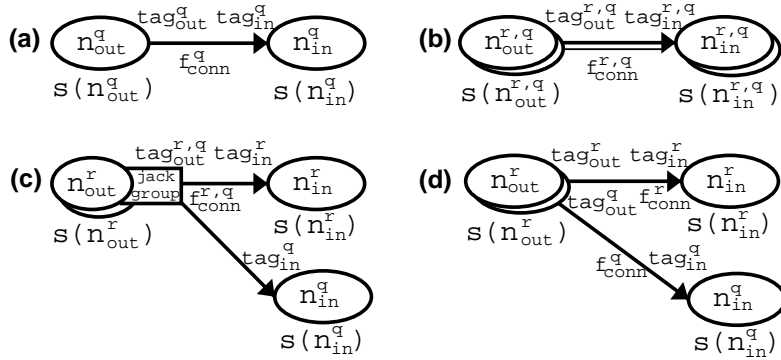 (a)
tag^q_out tag^q_in
n^q_out
n^q_in
f^q_conn
s(n^q_out)
s(n^q_in)
(b)
tag^{r,q}_out tag^{r,q}_in
n^{r,q}_out
n^{r,q}_in
f^{r,q}_conn
s(n^{r,q}_out)
s(n^{r,q}_in)
(c)
tag^{r,q}_out tag^r_in
n^r_out
jack
group
n^r_in
f^{r,q}_conn
s(n^r_out)
s(n^r_in)
tag^q_in
n^q_in
s(n^q_in)
(d)
tag^r_out tag^r_in
n^r_out
n^r_in
tag^q_out f^r_conn
s(n^r_out)
s(n^r_in)
f^q_conn tag^q_in
n^q_in
s(n^q_in)